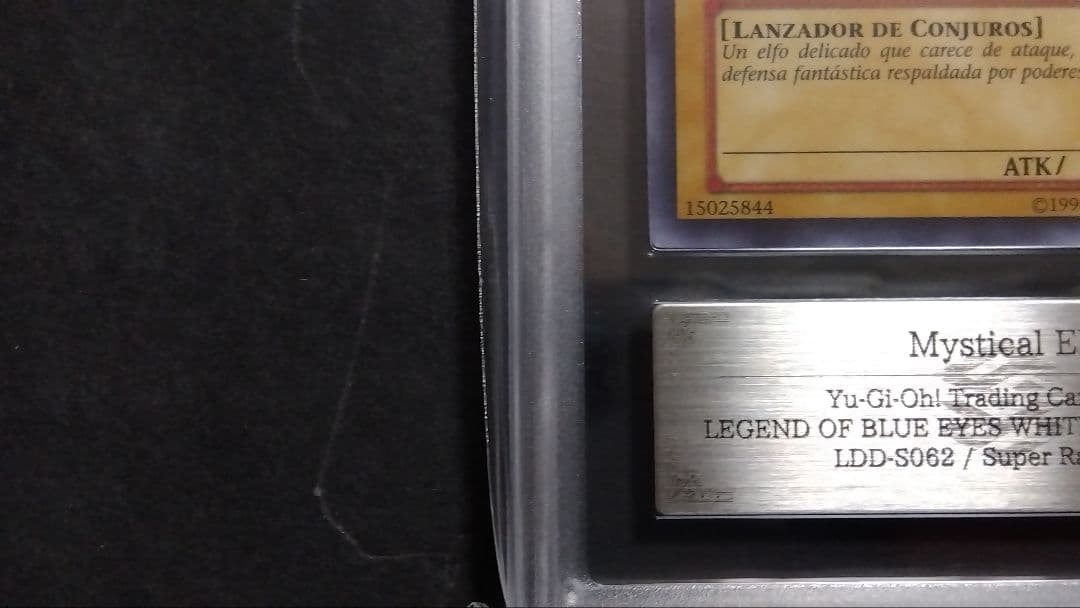 [LANZADOR DE CONJUROS]
Un elfo delicado que carece de ataque,
defensa fantástica respaldada por poderes
ATK/
15025844 ©199
Mystical E
Yu-Gi-Oh! Trading Ca
LEGEND OF BLUE EYES WHIT
LDD-S062 / Super Ra